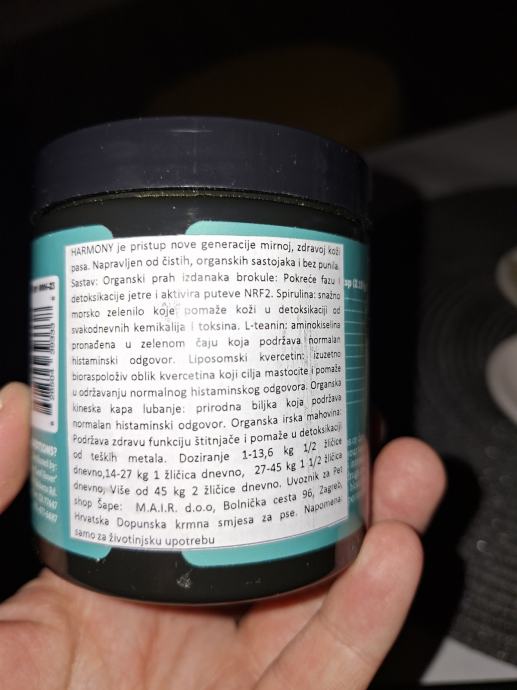 HARMONY je pristup nove generacije mirnoj, zdravoj koži
pasa. Napravljen od čistih, organskih sastojaka i bez punila.
Sastav: Organski prah izdanaka brokule: Pokreće fazu
detoksikacije jetre i aktivira puteve NRF2. Spirulina: snažno
morsko zelenilo koje pomaže koži u detoksikaciji od
svakodnevnih kemikalija i toksina. L-teanin: aminokiselina
pronađena u zelenom čaju koja podržava normalan
histaminski odgovor. Liposomski kvercetin: izuzetno
bioraspoloživ oblik kvercetina koji cilja mastocite i pomaže
u održavanju normalnog histaminskog odgovora. Organska
kineska kapa lubanje: prirodna biljka koja podržava
normalan histaminski odgovor. Organska irska mahovina:
Podržava zdravu funkciju štitnjače i pomaže u detoksikaciji
od teških metala. Doziranje 1-13,6 kg 1/2 žličice
dnevno,14-27 kg 1 žličica dnevno, 27-45 kg 1 1/2 žličica
dnevno, Više od 45 kg 2 žličice dnevno. Uvoznik za Pet
shop Šape: M.A.I.R. d.o.o, Bolnička cesta 96, Zagreb,
Hrvatska Dopunska krmna smjesa za pse. Napomena:
samo za životinjsku upotrebu